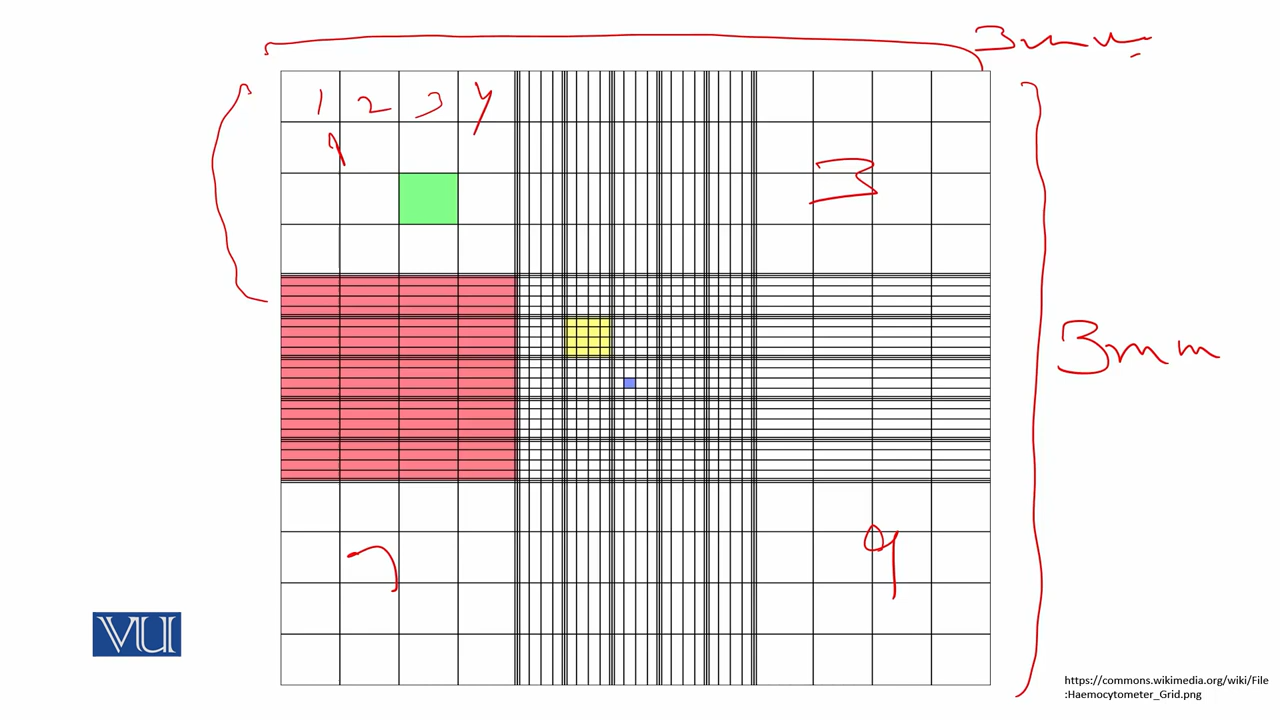 3mm
1 2 3 4
1
3
3mm
7
9
VU
https://commons.wikimedia.org/wiki/File
:Haemocytometer_Grid.png